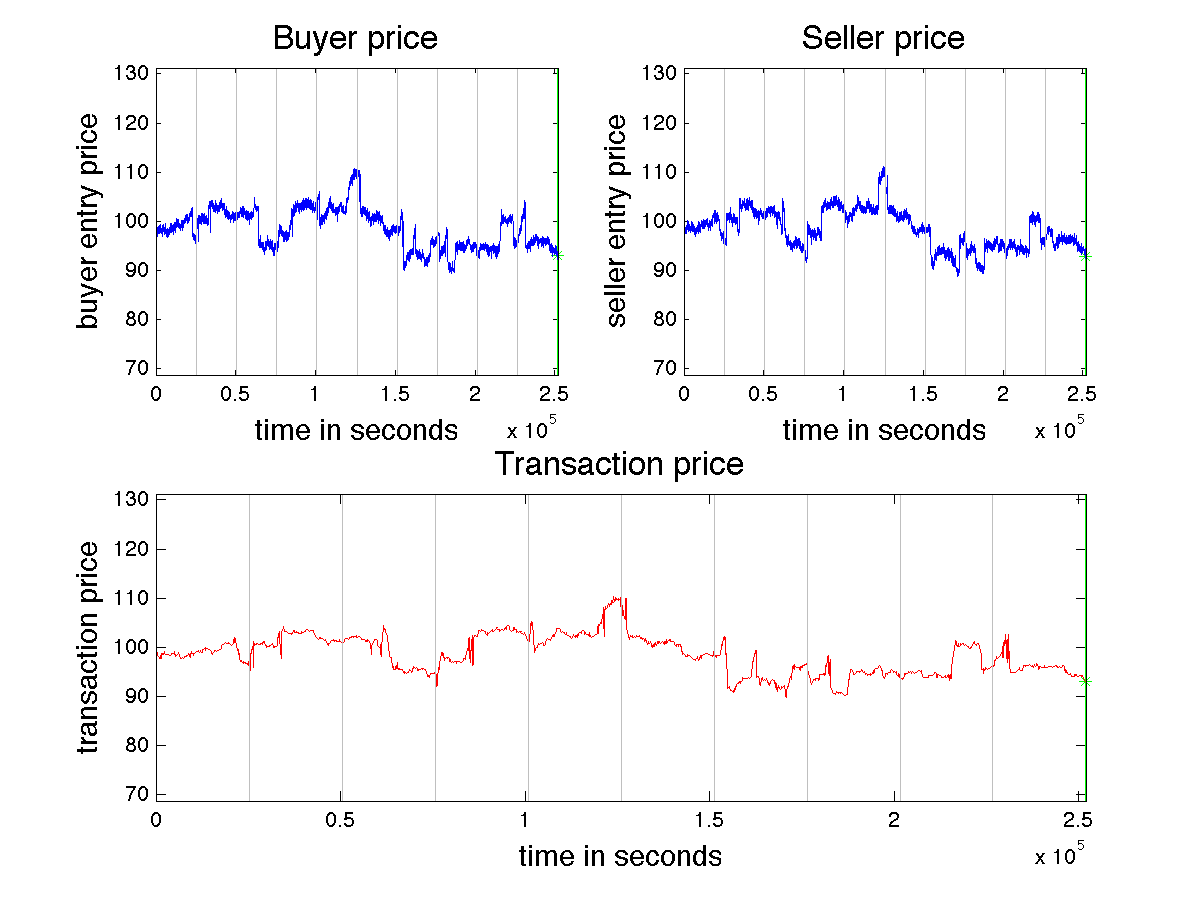 Buyer price
130
120
110
100
90
80
70
buyer entry price
0 0.5 1 1.5 2 2.5
time in seconds
x 10^5
Seller price
130
120
110
100
90
80
70
seller entry price
0 0.5 1 1.5 2 2.5
time in seconds
x 10^5
Transaction price
130
120
110
100
90
80
70
transaction price
0 0.5 1 1.5 2 2.5
time in seconds
x 10^5